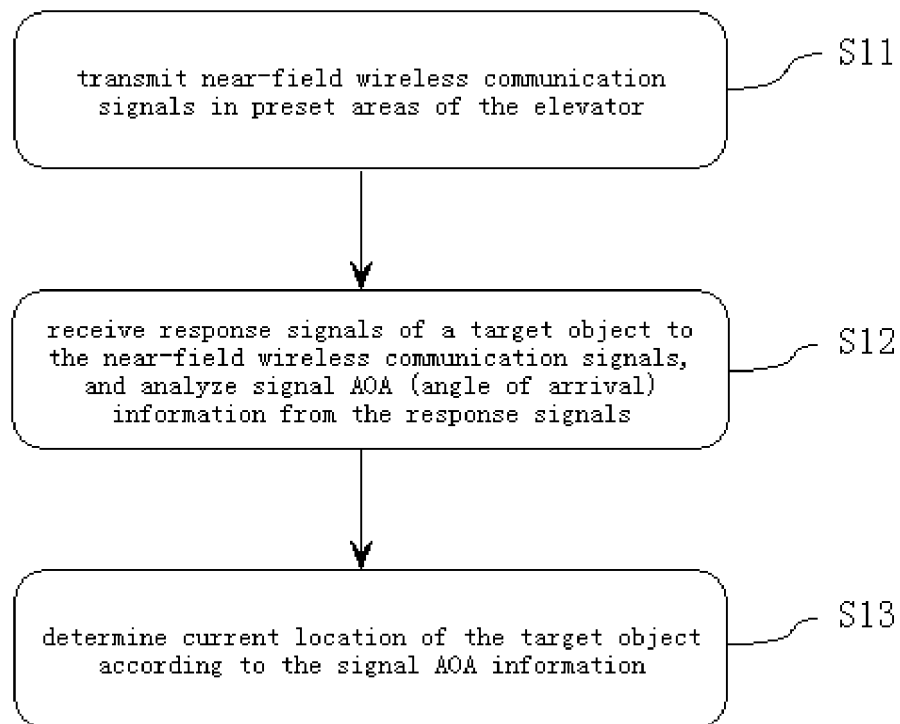 transmit near-field wireless communication
signals in preset areas of the elevator
S11
receive response signals of a target object to
the near-field wireless communication signals,
and analyze signal AOA (angle of arrival)
information from the response signals
S12
determine current location of the target object
according to the signal AOA information
S13